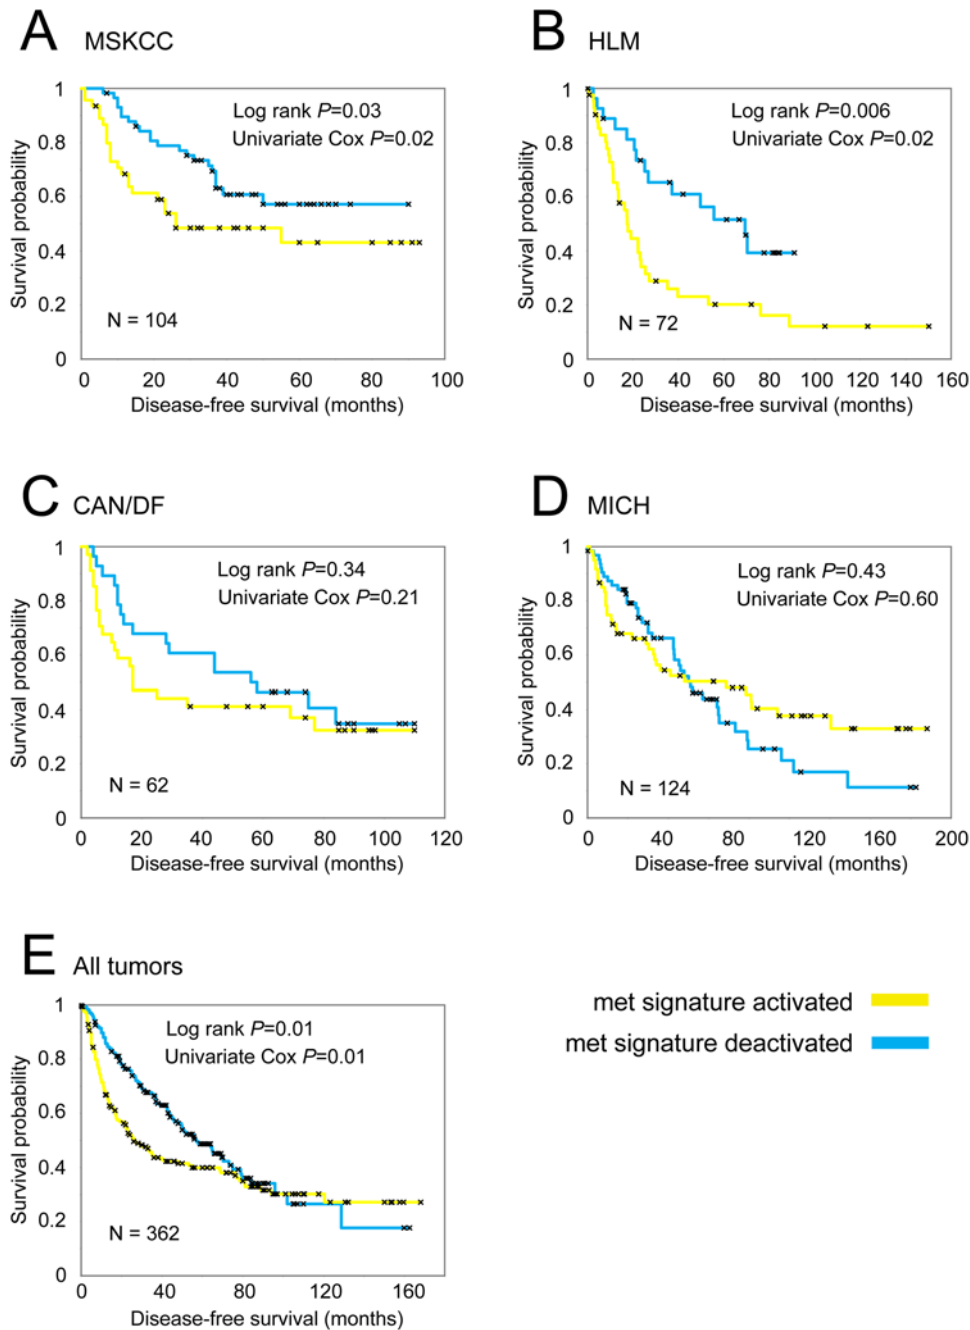 A MSKCC
Survival probability
1
0.8
0.6
0.4
0.2
0
Log rank P=0.03
Univariate Cox P=0.02
N = 104
0 20 40 60 80 100
Disease-free survival (months)
B HLM
Survival probability
1
0.8
0.6
0.4
0.2
0
Log rank P=0.006
Univariate Cox P=0.02
N = 72
0 20 40 60 80 100 120 140 160
Disease-free survival (months)
C CAN/DF
Survival probability
1
0.8
0.6
0.4
0.2
0
Log rank P=0.34
Univariate Cox P=0.21
N = 62
0 20 40 60 80 100 120
Disease-free survival (months)
D MICH
Survival probability
1
0.8
0.6
0.4
0.2
0
Log rank P=0.43
Univariate Cox P=0.60
N = 124
0 40 80 120 160 200
Disease-free survival (months)
E All tumors
Survival probability
1
0.8
0.6
0.4
0.2
0
Log rank P=0.01
Univariate Cox P=0.01
N = 362
0 40 80 120 160
Disease-free survival (months)
met signature activated
met signature deactivated